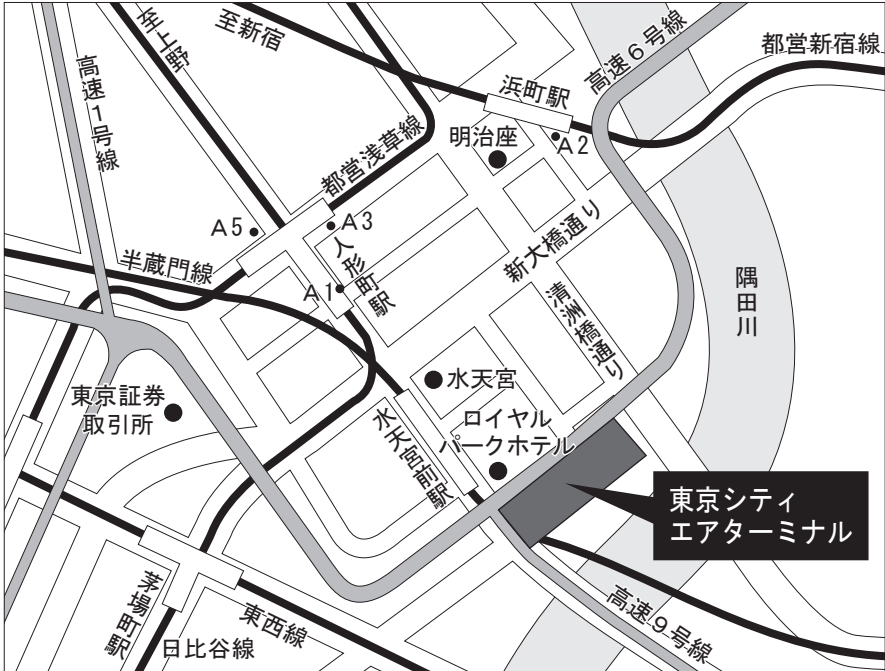 至新宿
至上野
高速1号線
浜町駅
高速6号線
都営新宿線
明治座
A2
都営浅草線
A5
A3
人形町駅
A1
半蔵門線
新大橋通り
清洲橋通り
隅田川
水天宮
東京証券
取引所
ロイヤル
パークホテル
水天宮前駅
東京シティ
エアターミナル
茅場町駅
日比谷線
東西線
高速9号線